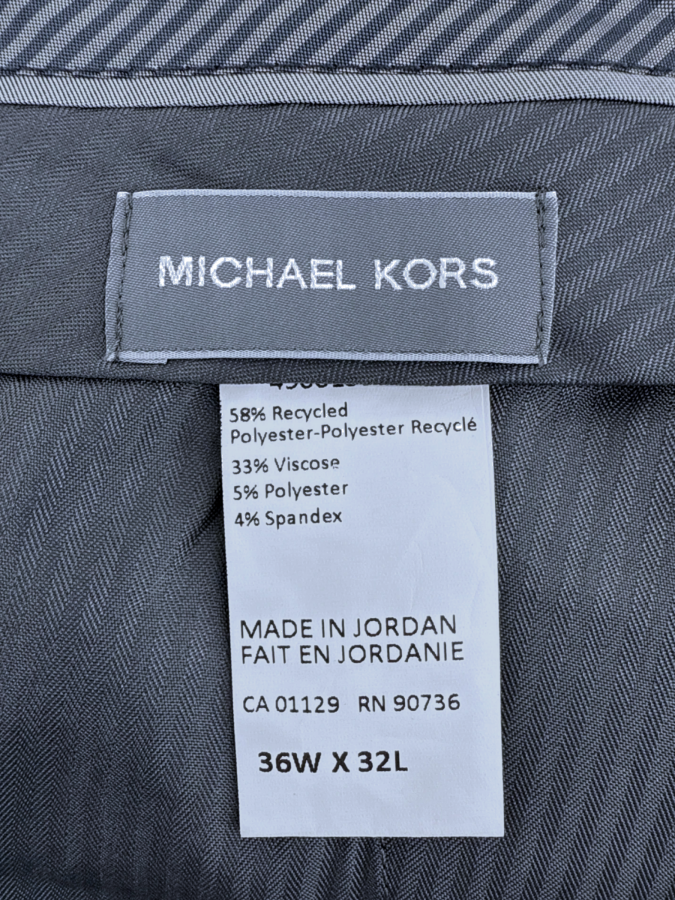 MICHAEL KORS
58% Recycled
Polyester-Polyester Recyclé
33% Viscose
5% Polyester
4% Spandex
MADE IN JORDAN
FAIT EN JORDANIE
CA 01129 RN 90736
36W X 32L